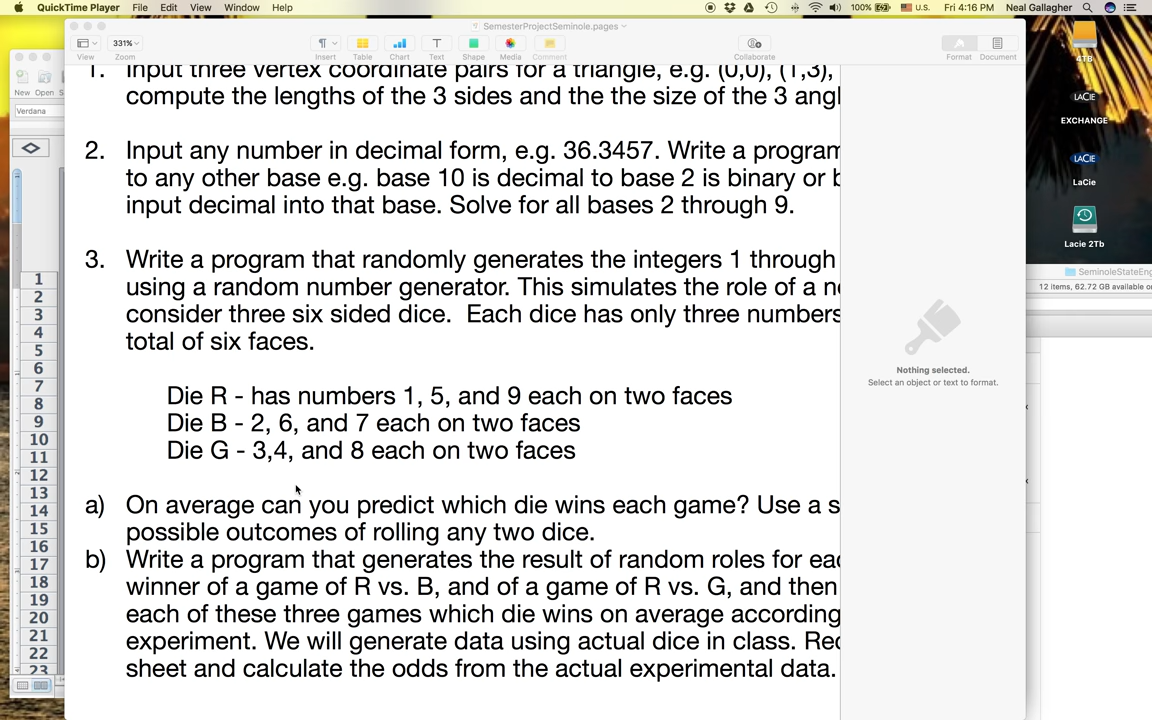 QuickTime Player File Edit View Window Help 100% U.S. Fri 4:16 PM Neal Gallagher
SemesterProjectSeminole.pages
331%
View Zoom Insert Table Chart Text Shape Media Comment Collaborate Format Document
New Open
Verdana
1. Input three vertex coordinate pairs for a triangle, e.g. (0,0), (1,3),
compute the lengths of the 3 sides and the the size of the 3 angl
2. Input any number in decimal form, e.g. 36.3457. Write a program
to any other base e.g. base 10 is decimal to base 2 is binary or b
input decimal into that base. Solve for all bases 2 through 9.
3. Write a program that randomly generates the integers 1 through
using a random number generator. This simulates the role of a n
consider three six sided dice. Each dice has only three numbers
total of six faces.
Die R - has numbers 1, 5, and 9 each on two faces
Die B - 2, 6, and 7 each on two faces
Die G - 3,4, and 8 each on two faces
a) On average can you predict which die wins each game? Use a s
possible outcomes of rolling any two dice.
b) Write a program that generates the result of random roles for eac
winner of a game of R vs. B, and of a game of R vs. G, and then
each of these three games which die wins on average according
experiment. We will generate data using actual dice in class. Rec
sheet and calculate the odds from the actual experimental data.
1
2
3
4
5
6
7
8
9
10
11
12
13
14
15
16
17
18
19
20
21
22
23
Nothing selected.
Select an object or text to format.
4TB
LACIE
EXCHANGE
LACIE
LaCie
Lacie 2Tb
SeminoleStateEng
12 items, 62.72 GB available o